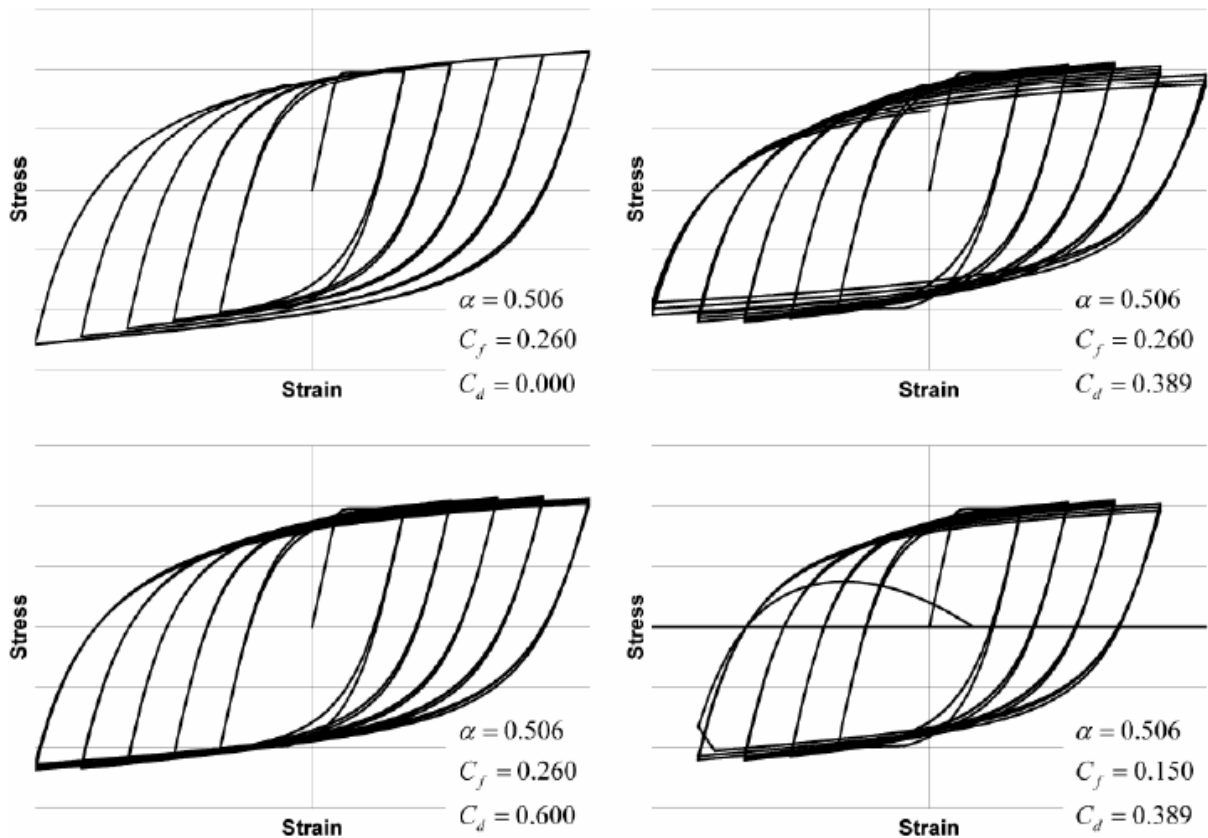 Stress
α = 0.506
C_f = 0.260
C_d = 0.000
Strain
Stress
α = 0.506
C_f = 0.260
C_d = 0.389
Strain
Stress
α = 0.506
C_f = 0.260
C_d = 0.600
Strain
Stress
α = 0.506
C_f = 0.150
C_d = 0.389
Strain